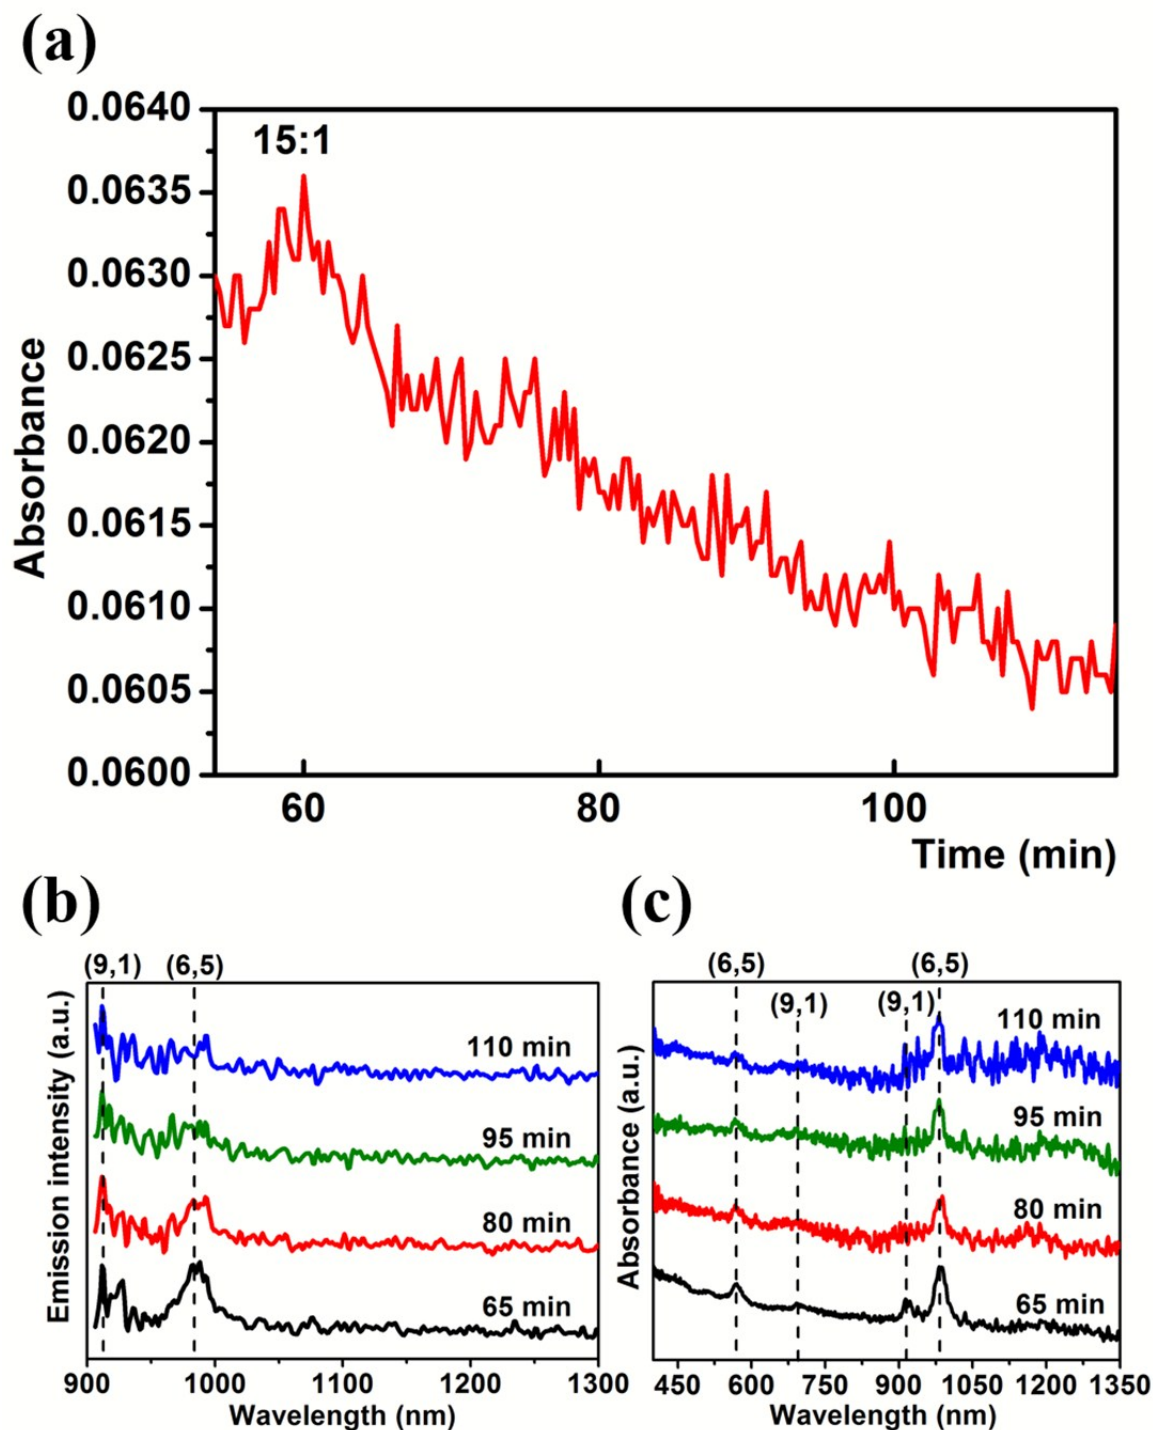 (a)
0.0640
15:1
0.0635
0.0630
0.0625
0.0620
0.0615
0.0610
0.0605
0.0600
Absorbance
60 80 100
Time (min)
(b)
(9,1) (6,5)
110 min
95 min
80 min
65 min
Emission intensity (a.u.)
900 1000 1100 1200 1300
Wavelength (nm)
(c)
(6,5) (6,5)
(9,1) (9,1)
110 min
95 min
80 min
65 min
Absorbance (a.u.)
450 600 750 900 1050 1200 1350
Wavelength (nm)